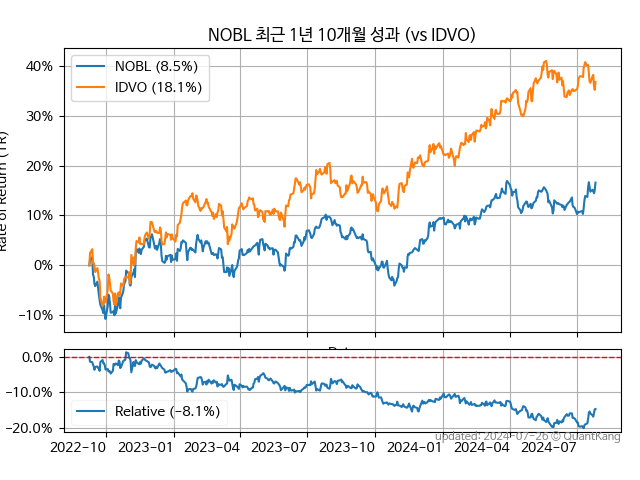 NOBL 최근 1년 10개월 성과 (vs IDVO)
Rate of Return (TR)
40%
30%
20%
10%
0%
−10%
NOBL (8.5%)
IDVO (18.1%)
0.0%
−10.0%
−20.0%
Relative (−8.1%)
2022-10 2023-01 2023-04 2023-07 2023-10 2024-01 2024-04 2024-07
updated: 2024-07-26 © QuantKang